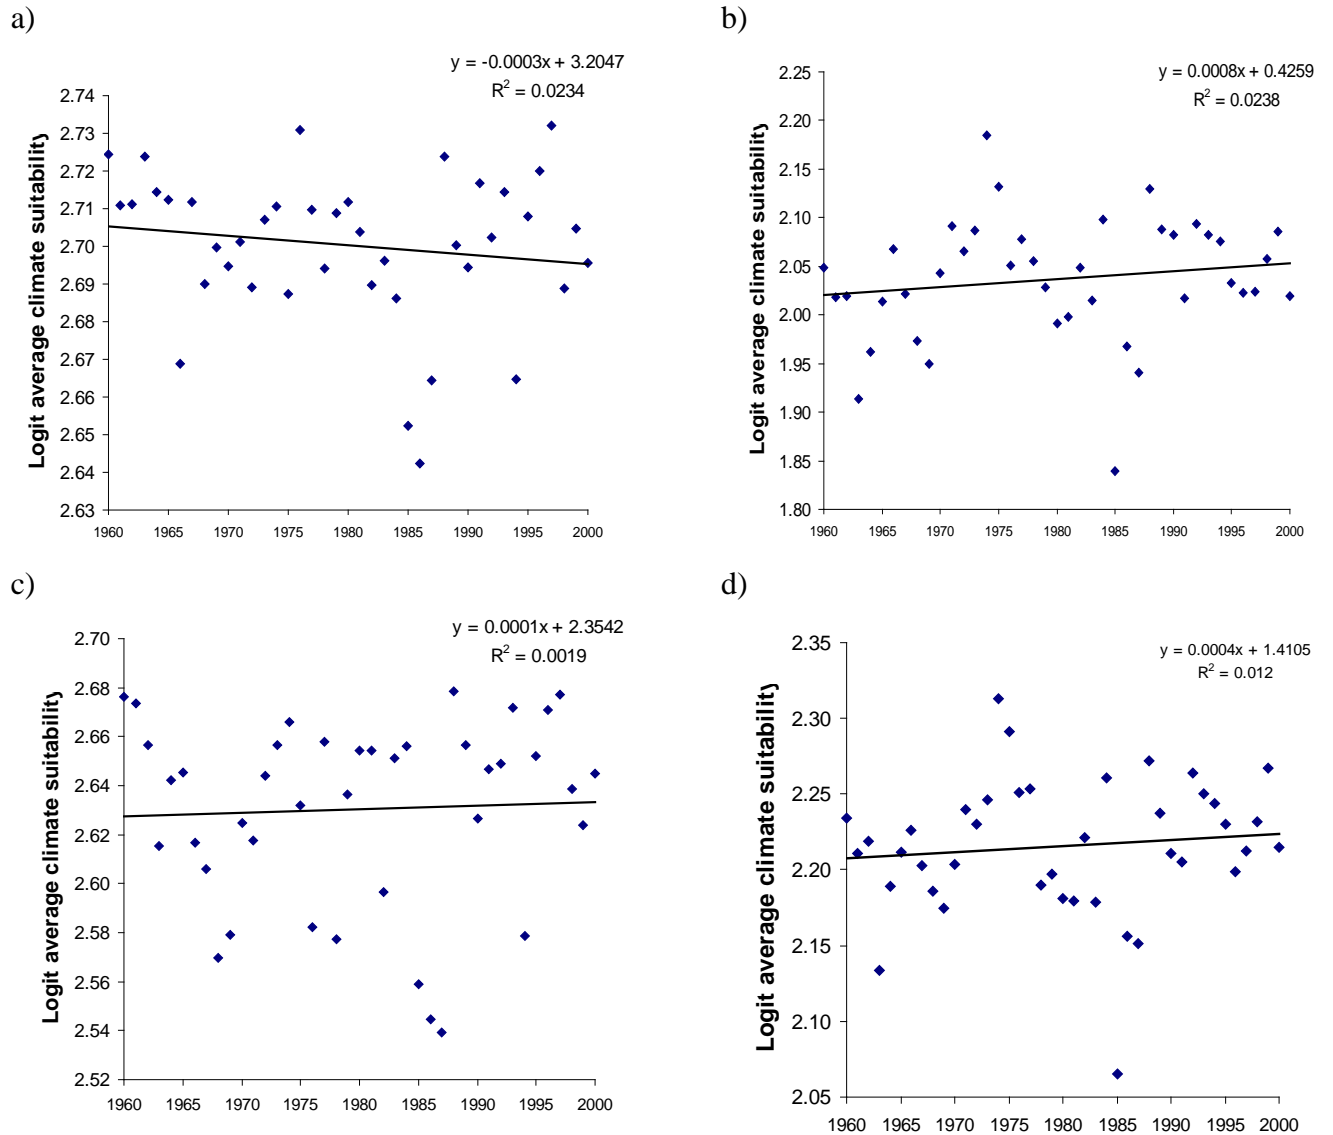 a)
y = -0.0003x + 3.2047
R² = 0.0234
Logit average climate suitability
2.74
2.73
2.72
2.71
2.70
2.69
2.68
2.67
2.66
2.65
2.64
2.63
1960 1965 1970 1975 1980 1985 1990 1995 2000
b)
y = 0.0008x + 0.4259
R² = 0.0238
Logit average climate suitability
2.25
2.20
2.15
2.10
2.05
2.00
1.95
1.90
1.85
1.80
1960 1965 1970 1975 1980 1985 1990 1995 2000
c)
y = 0.0001x + 2.3542
R² = 0.0019
Logit average climate suitability
2.70
2.68
2.66
2.64
2.62
2.60
2.58
2.56
2.54
2.52
1960 1965 1970 1975 1980 1985 1990 1995 2000
d)
y = 0.0004x + 1.4105
R² = 0.012
Logit average climate suitability
2.35
2.30
2.25
2.20
2.15
2.10
2.05
1960 1965 1970 1975 1980 1985 1990 1995 2000